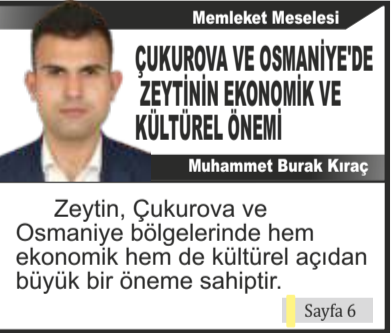 Memleket Meselesi
ÇUKUROVA VE OSMANİYE'DE
ZEYTİNİN EKONOMİK VE
KÜLTÜREL ÖNEMİ
Muhammet Burak Kıraç
Zeytin, Çukurova ve
Osmaniye bölgelerinde hem
ekonomik hem de kültürel açıdan
büyük bir öneme sahiptir.
Sayfa 6